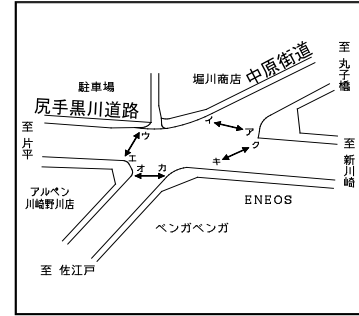 至 丸子橋
堀川商店
中原街道
駐車場
尻手黒川道路
至 片平
ウ
イ
ア
ク
エ
オ
カ
キ
至 新川崎
アルペン
川崎野川店
ENEOS
ベンガベンガ
至 佐江戸